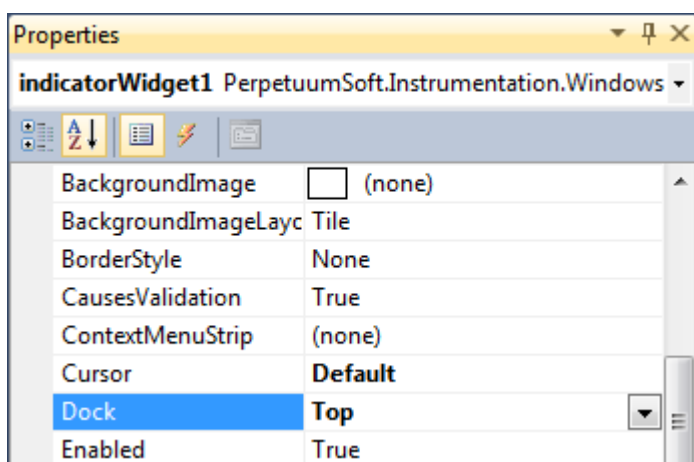 Properties
indicatorWidget1 PerpetuumSoft.Instrumentation.Windows
BackgroundImage (none)
BackgroundImageLayc Tile
BorderStyle None
CausesValidation True
ContextMenuStrip (none)
Cursor Default
Dock Top
Enabled True